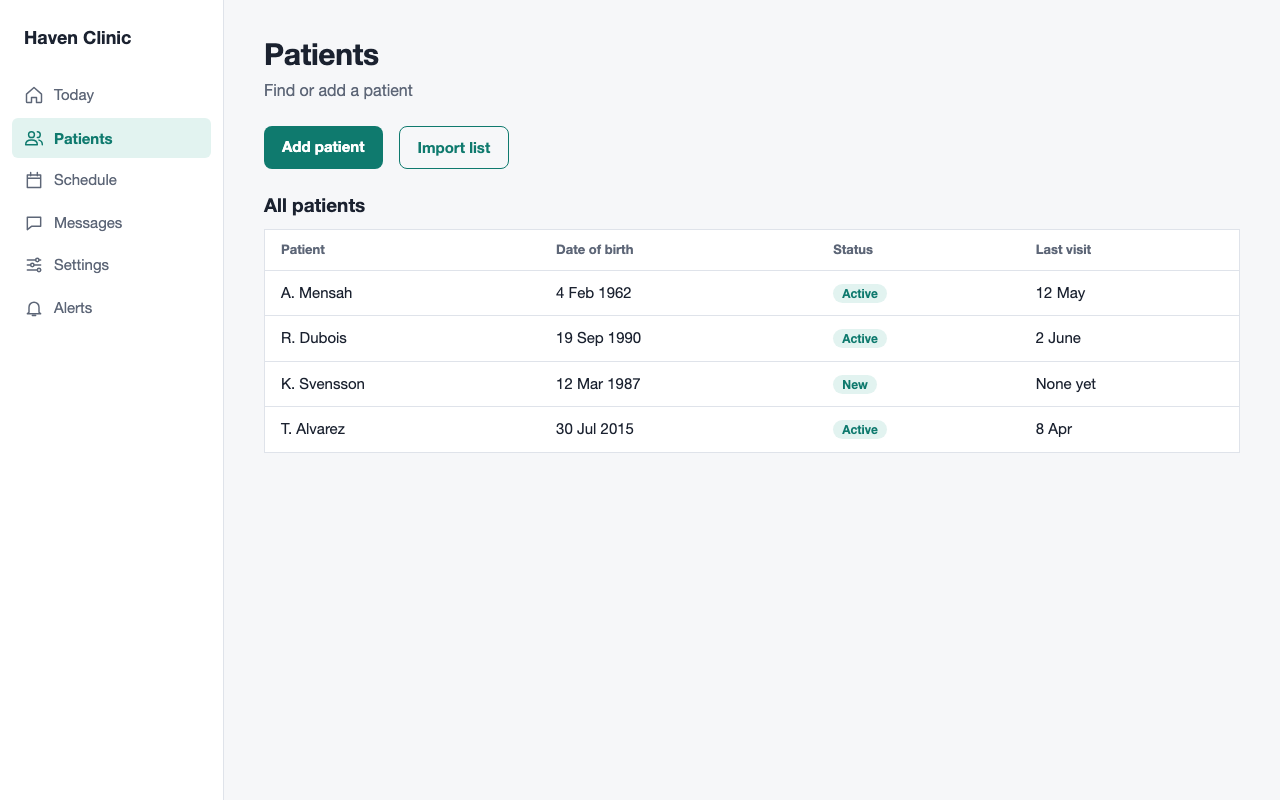 Haven Clinic
Today
Patients
Schedule
Messages
Settings
Alerts
Patients
Find or add a patient
Add patient Import list
All patients
Patient Date of birth Status Last visit
A. Mensah 4 Feb 1962 Active 12 May
R. Dubois 19 Sep 1990 Active 2 June
K. Svensson 12 Mar 1987 New None yet
T. Alvarez 30 Jul 2015 Active 8 Apr